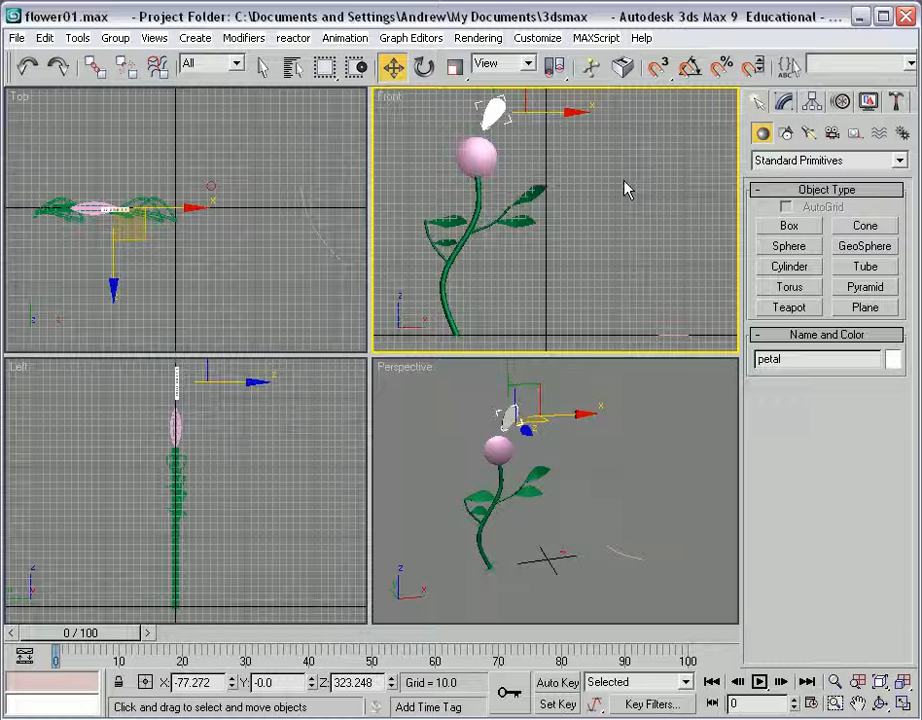 flower01.max - Project Folder: C:\Documents and Settings\Andrew\My Documents\3dsmax - Autodesk 3ds Max 9 Educational - ...
File Edit Tools Group Views Create Modifiers reactor Animation Graph Editors Rendering Customize MAXScript Help
All View
Top Front
Left Perspective
x
x
x
z
x
z
z
x
z
z
x
Standard Primitives
- Object Type
AutoGrid
Box Cone
Sphere GeoSphere
Cylinder Tube
Torus Pyramid
Teapot Plane
- Name and Color
petal
< 0 / 100 >
0 10 20 30 40 50 60 70 80 90 100
X: -77.272 Y: -0.0 Z: 323.248 Grid = 10.0 Auto Key Selected
Click and drag to select and move objects Add Time Tag Set Key Key Filters... 0